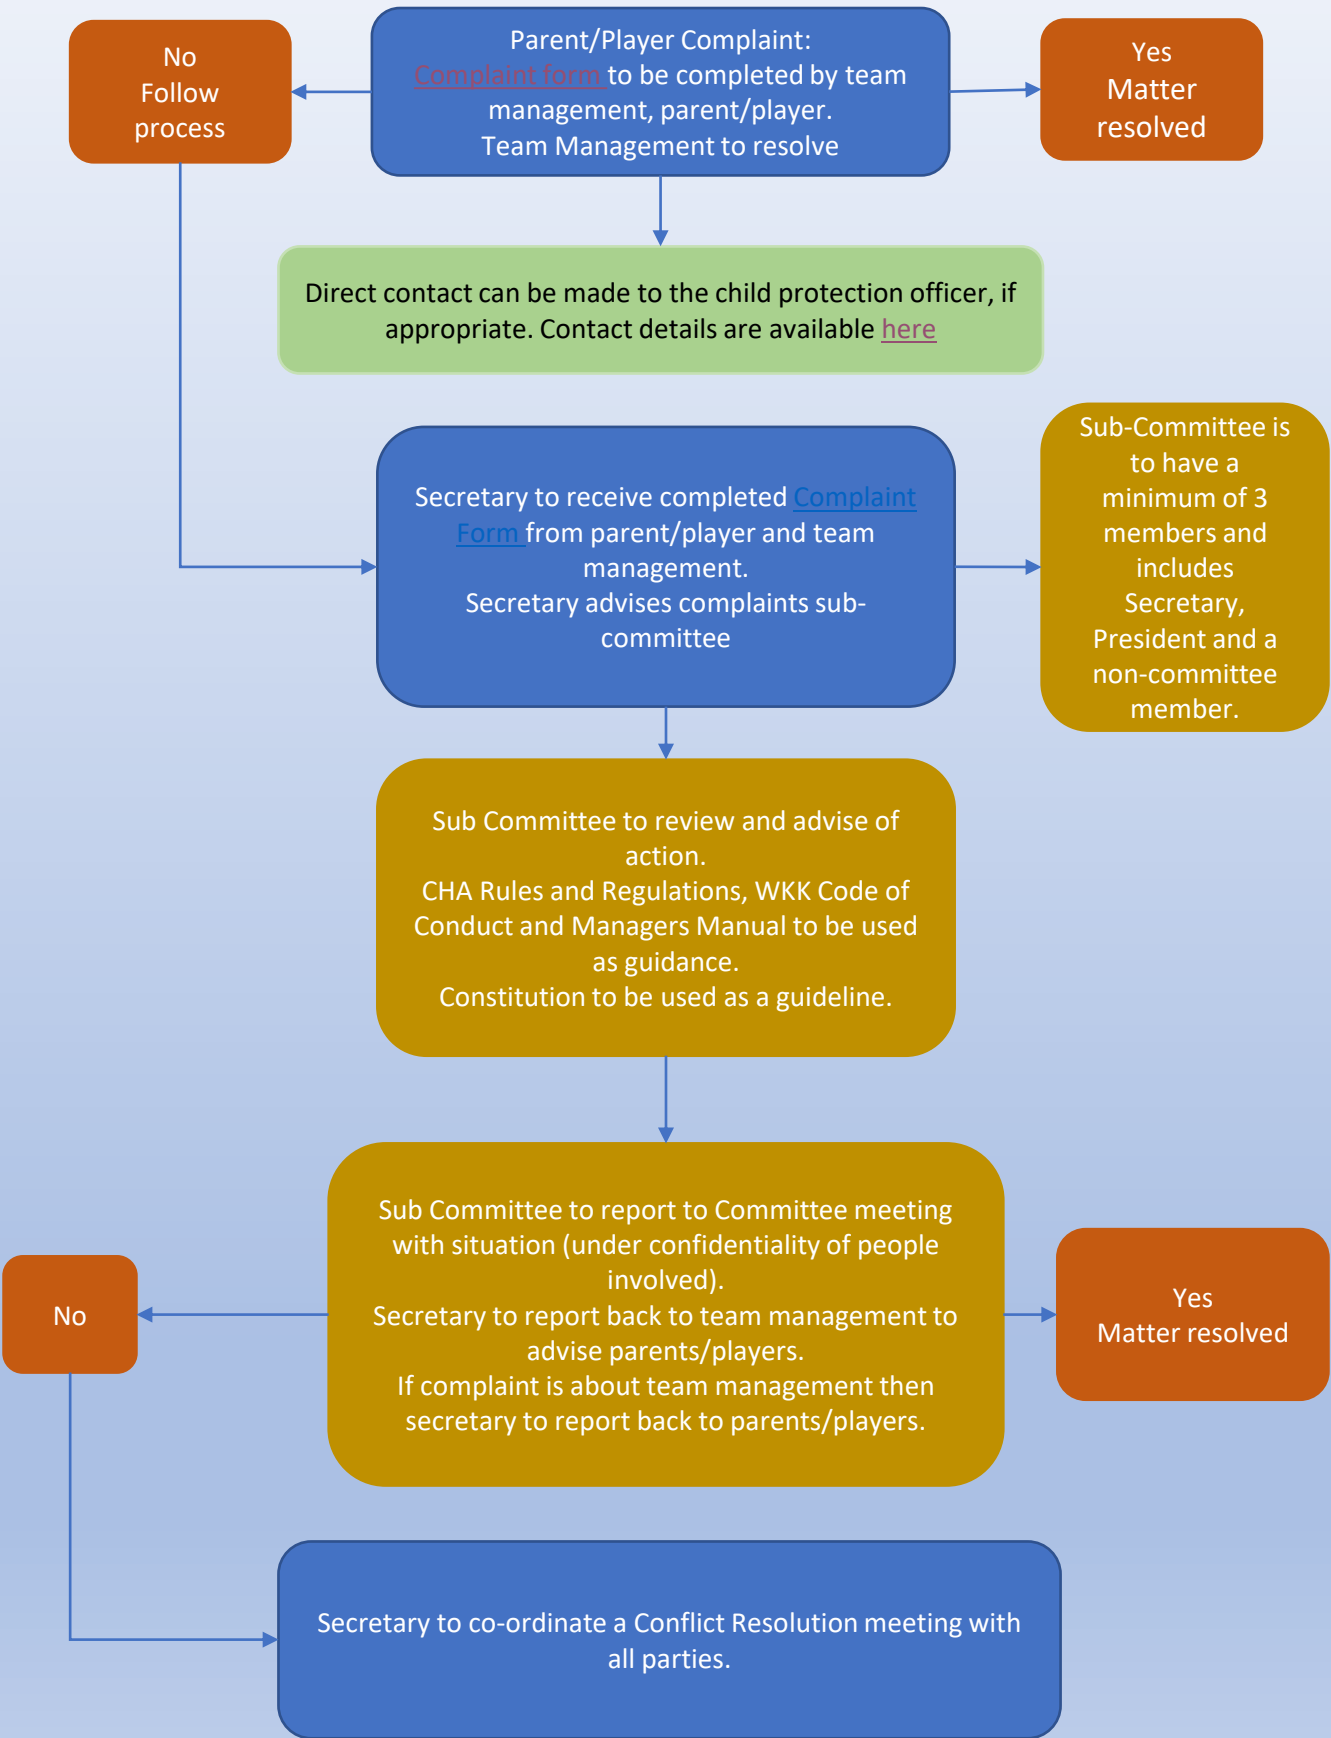 No
Follow
process
Parent/Player Complaint:
Complaint form to be completed by team
management, parent/player.
Team Management to resolve
Yes
Matter
resolved
Direct contact can be made to the child protection officer, if
appropriate. Contact details are available here
Secretary to receive completed Complaint
Form from parent/player and team
management.
Secretary advises complaints sub-
committee
Sub-Committee is
to have a
minimum of 3
members and
includes
Secretary,
President and a
non-committee
member.
Sub Committee to review and advise of
action.
CHA Rules and Regulations, WKK Code of
Conduct and Managers Manual to be used
as guidance.
Constitution to be used as a guideline.
Sub Committee to report to Committee meeting
with situation (under confidentiality of people
involved).
Secretary to report back to team management to
advise parents/players.
If complaint is about team management then
secretary to report back to parents/players.
No
Yes
Matter resolved
Secretary to co-ordinate a Conflict Resolution meeting with
all parties.